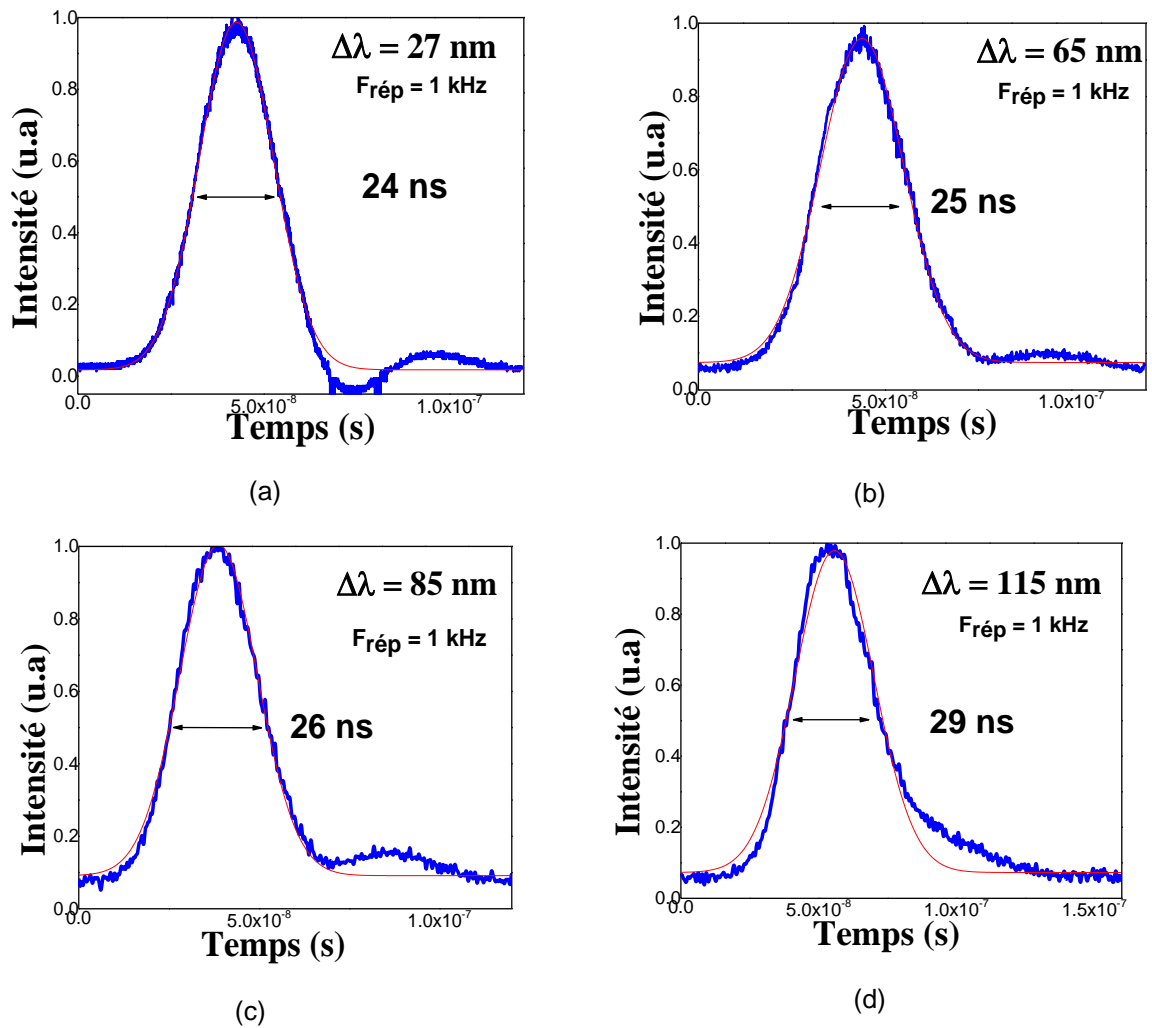 1.0
0.8
0.6
0.4
0.2
0.0
Intensité (u.a)
Δλ = 27 nm
Frép = 1 kHz
24 ns
0.0
5.0x10-8
1.0x10-7
Temps (s)
(a)
1.0
0.8
0.6
0.4
0.2
0.0
Intensité (u.a)
Δλ = 65 nm
Frép = 1 kHz
25 ns
0.0
5.0x10-8
1.0x10-7
Temps (s)
(b)
1.0
0.8
0.6
0.4
0.2
0.0
Intensité (u.a)
Δλ = 85 nm
Frép = 1 kHz
26 ns
0.0
5.0x10-8
1.0x10-7
Temps (s)
(c)
1.0
0.8
0.6
0.4
0.2
0.0
Intensité (u.a)
Δλ = 115 nm
Frép = 1 kHz
29 ns
0.0
5.0x10-8
1.0x10-7
1.5x10-7
Temps (s)
(d)